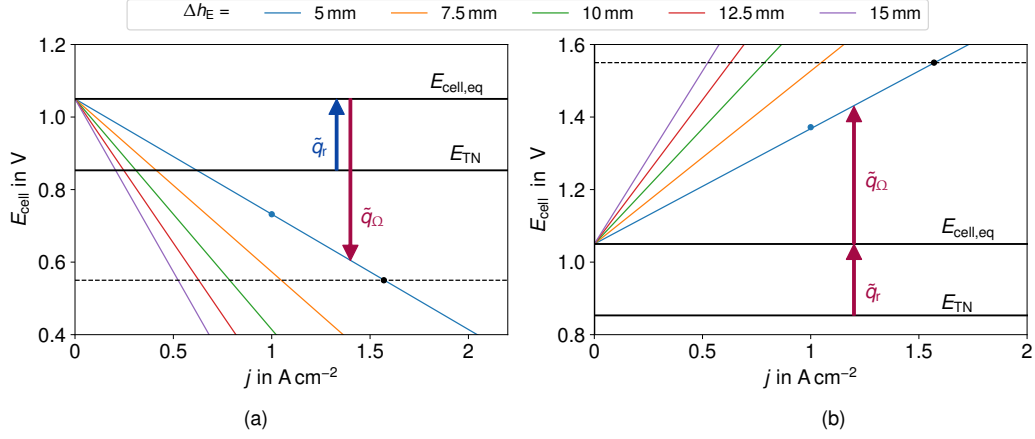 Δh_E = 5 mm 7.5 mm 10 mm 12.5 mm 15 mm
E_cell in V
1.2
1.0
0.8
0.6
0.4
E_cell,eq
q̃_r
E_TN
q̃_Ω
0 0.5 1 1.5 2
j in A cm⁻²
(a)
E_cell in V
1.6
1.4
1.2
1.0
0.8
q̃_Ω
E_cell,eq
q̃_r
E_TN
0 0.5 1 1.5 2
j in A cm⁻²
(b)